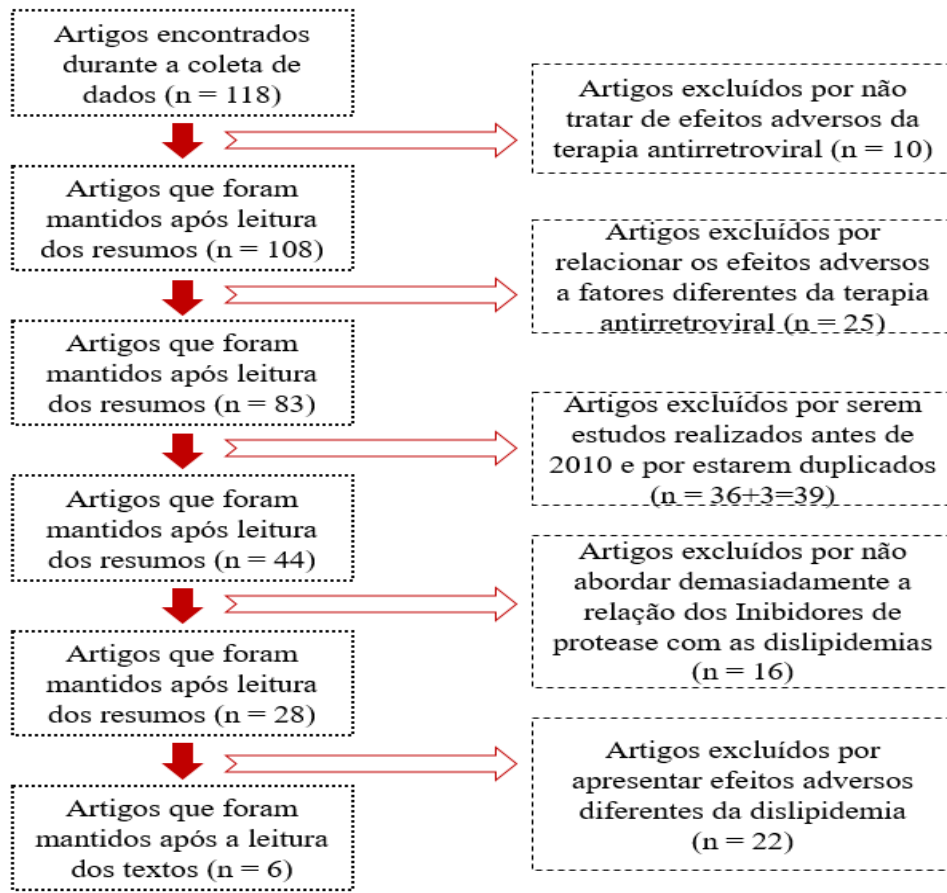 Artigos encontrados
durante a coleta de
dados (n = 118)
Artigos excluídos por não
tratar de efeitos adversos da
terapia antirretroviral (n = 10)
Artigos que foram
mantidos após leitura
dos resumos (n = 108)
Artigos excluídos por
relacionar os efeitos adversos
a fatores diferentes da terapia
antirretroviral (n = 25)
Artigos que foram
mantidos após leitura
dos resumos (n = 83)
Artigos excluídos por serem
estudos realizados antes de
2010 e por estarem duplicados
(n = 36+3=39)
Artigos que foram
mantidos após leitura
dos resumos (n = 44)
Artigos excluídos por não
abordar demasiadamente a
relação dos Inibidores de
protease com as dislipidemias
(n = 16)
Artigos que foram
mantidos após leitura
dos resumos (n = 28)
Artigos excluídos por
apresentar efeitos adversos
diferentes da dislipidemia
(n = 22)
Artigos que foram
mantidos após a leitura
dos textos (n = 6)